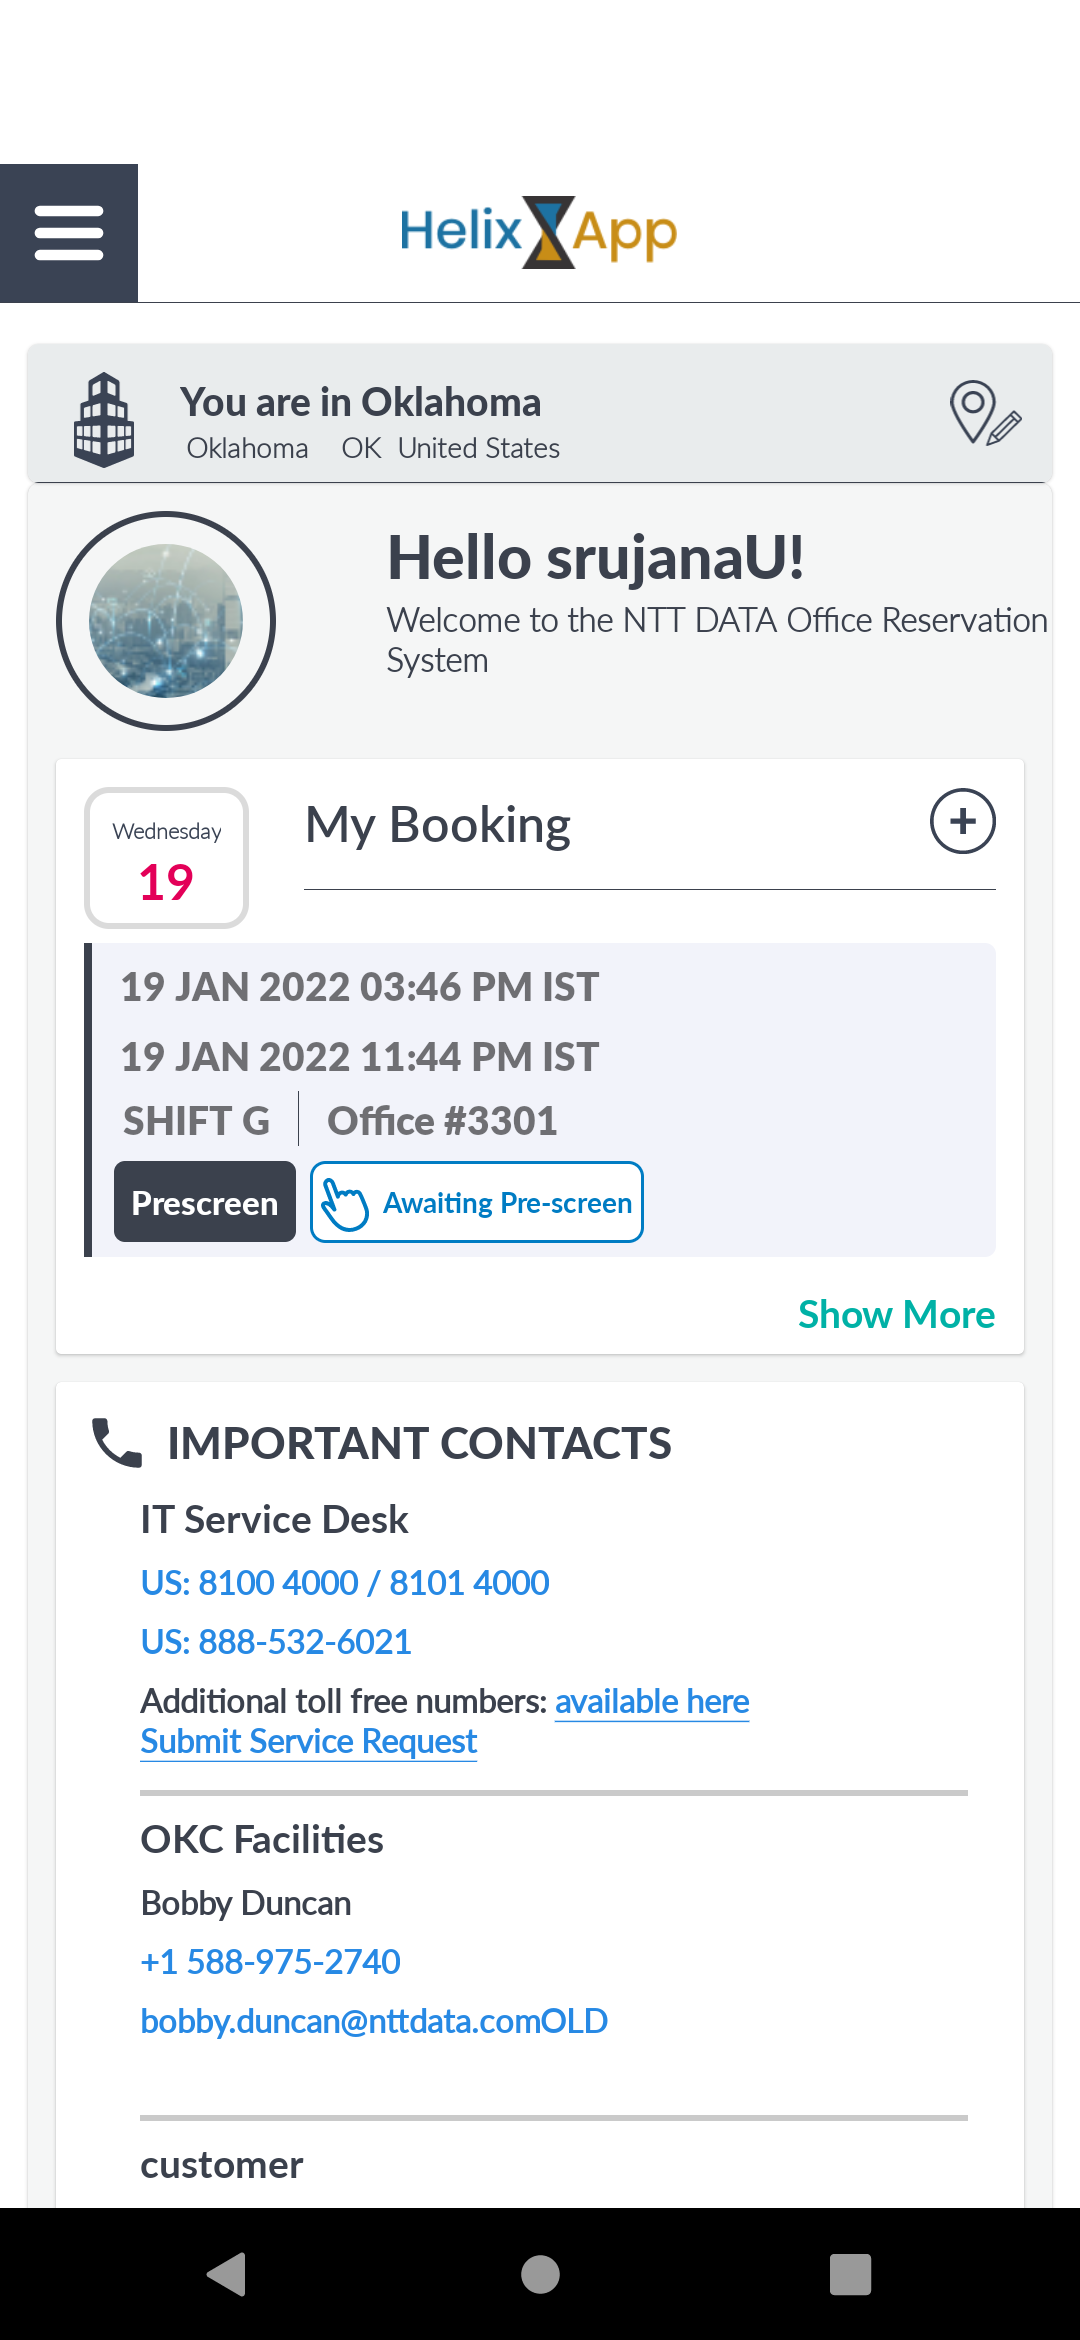 Helix App
You are in Oklahoma
Oklahoma OK United States
Hello srujanaU!
Welcome to the NTT DATA Office Reservation
System
Wednesday
19
My Booking
19 JAN 2022 03:46 PM IST
19 JAN 2022 11:44 PM IST
SHIFT G Office #3301
Prescreen Awaiting Pre-screen
Show More
IMPORTANT CONTACTS
IT Service Desk
US: 8100 4000 / 8101 4000
US: 888-532-6021
Additional toll free numbers: available here
Submit Service Request
OKC Facilities
Bobby Duncan
+1 588-975-2740
bobby.duncan@nttdata.comOLD
customer